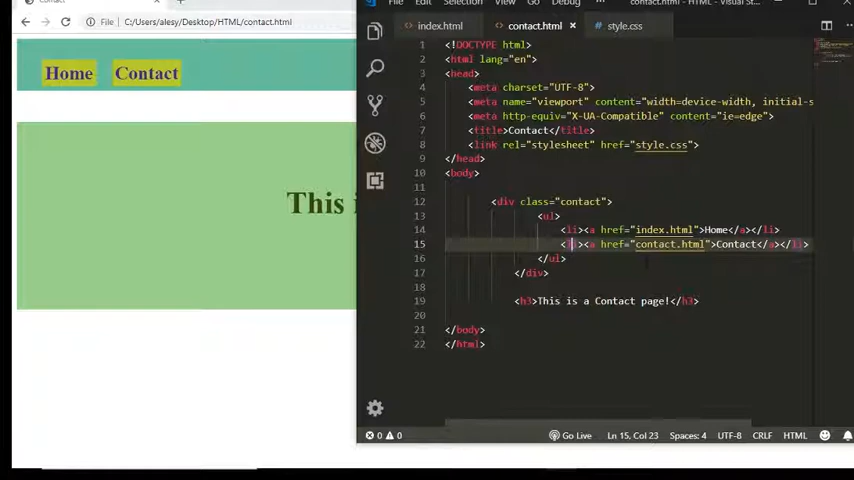 Contact
File C:/Users/alesy/Desktop/HTML/contact.html
Home Contact
This i
File Edit Selection View Go Debug contact.html - HTML - Visual St
index.html contact.html × style.css
1 <!DOCTYPE html>
2 <html lang="en">
3 <head>
4 <meta charset="UTF-8">
5 <meta name="viewport" content="width=device-width, initial-s
6 <meta http-equiv="X-UA-Compatible" content="ie=edge">
7 <title>Contact</title>
8 <link rel="stylesheet" href="style.css">
9 </head>
10 <body>
11
12 <div class="contact">
13 <ul>
14 <li><a href="index.html">Home</a></li>
15 <li><a href="contact.html">Contact</a></li>
16 </ul>
17 </div>
18
19 <h3>This is a Contact page!</h3>
20
21 </body>
22 </html>
0 0 Go Live Ln 15, Col 23 Spaces: 4 UTF-8 CRLF HTML